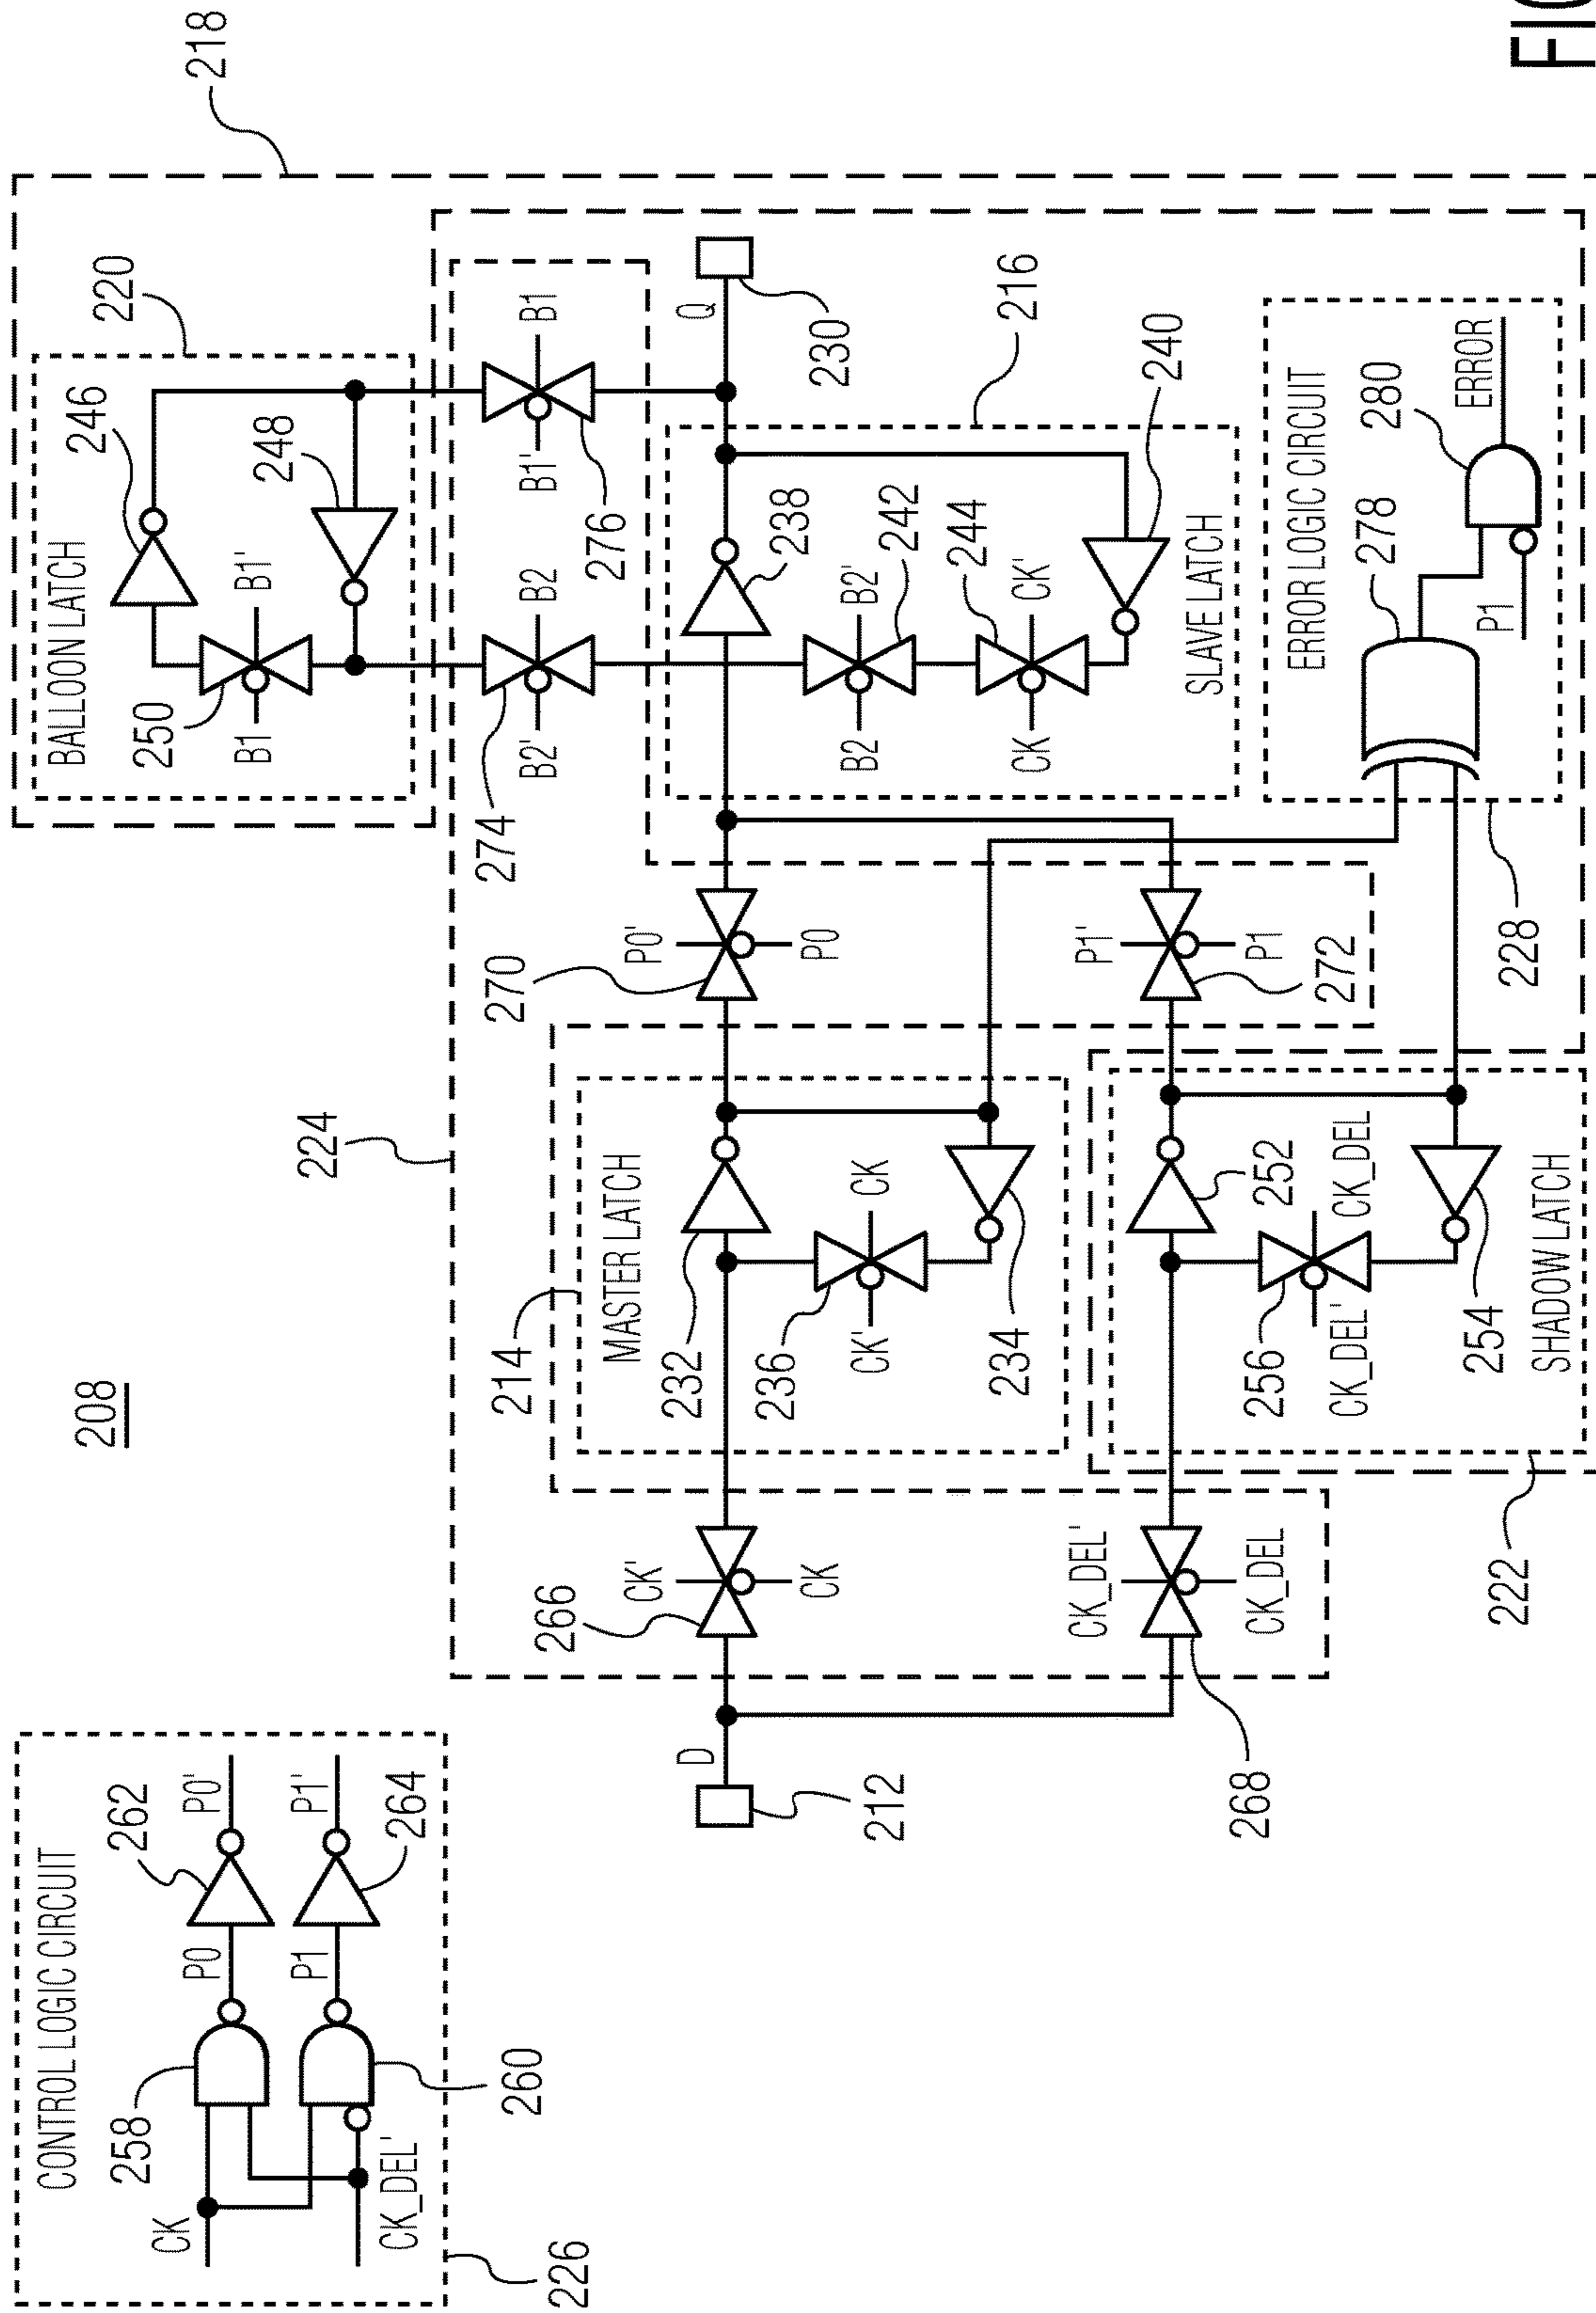 208
FIG
CONTROL LOGIC CIRCUIT
258
262
CK
P0
P0'
P1
P1'
CK_DEL'
260
264
226
218
BALLOON LATCH
220
246
250
B1
B1'
248
224
274
B2'
B2
B1'
B1
276
D
212
266
CK'
CK
214
MASTER LATCH
232
236
CK'
CK
234
270
P0'
P0
Q
230
238
216
B2
B2'
242
CK
CK'
244
240
SLAVE LATCH
CK_DEL'
CK_DEL
268
252
256
CK_DEL'
CK_DEL
254
SHADOW LATCH
222
P1'
P1
272
ERROR LOGIC CIRCUIT
278
280
P1
ERROR
228